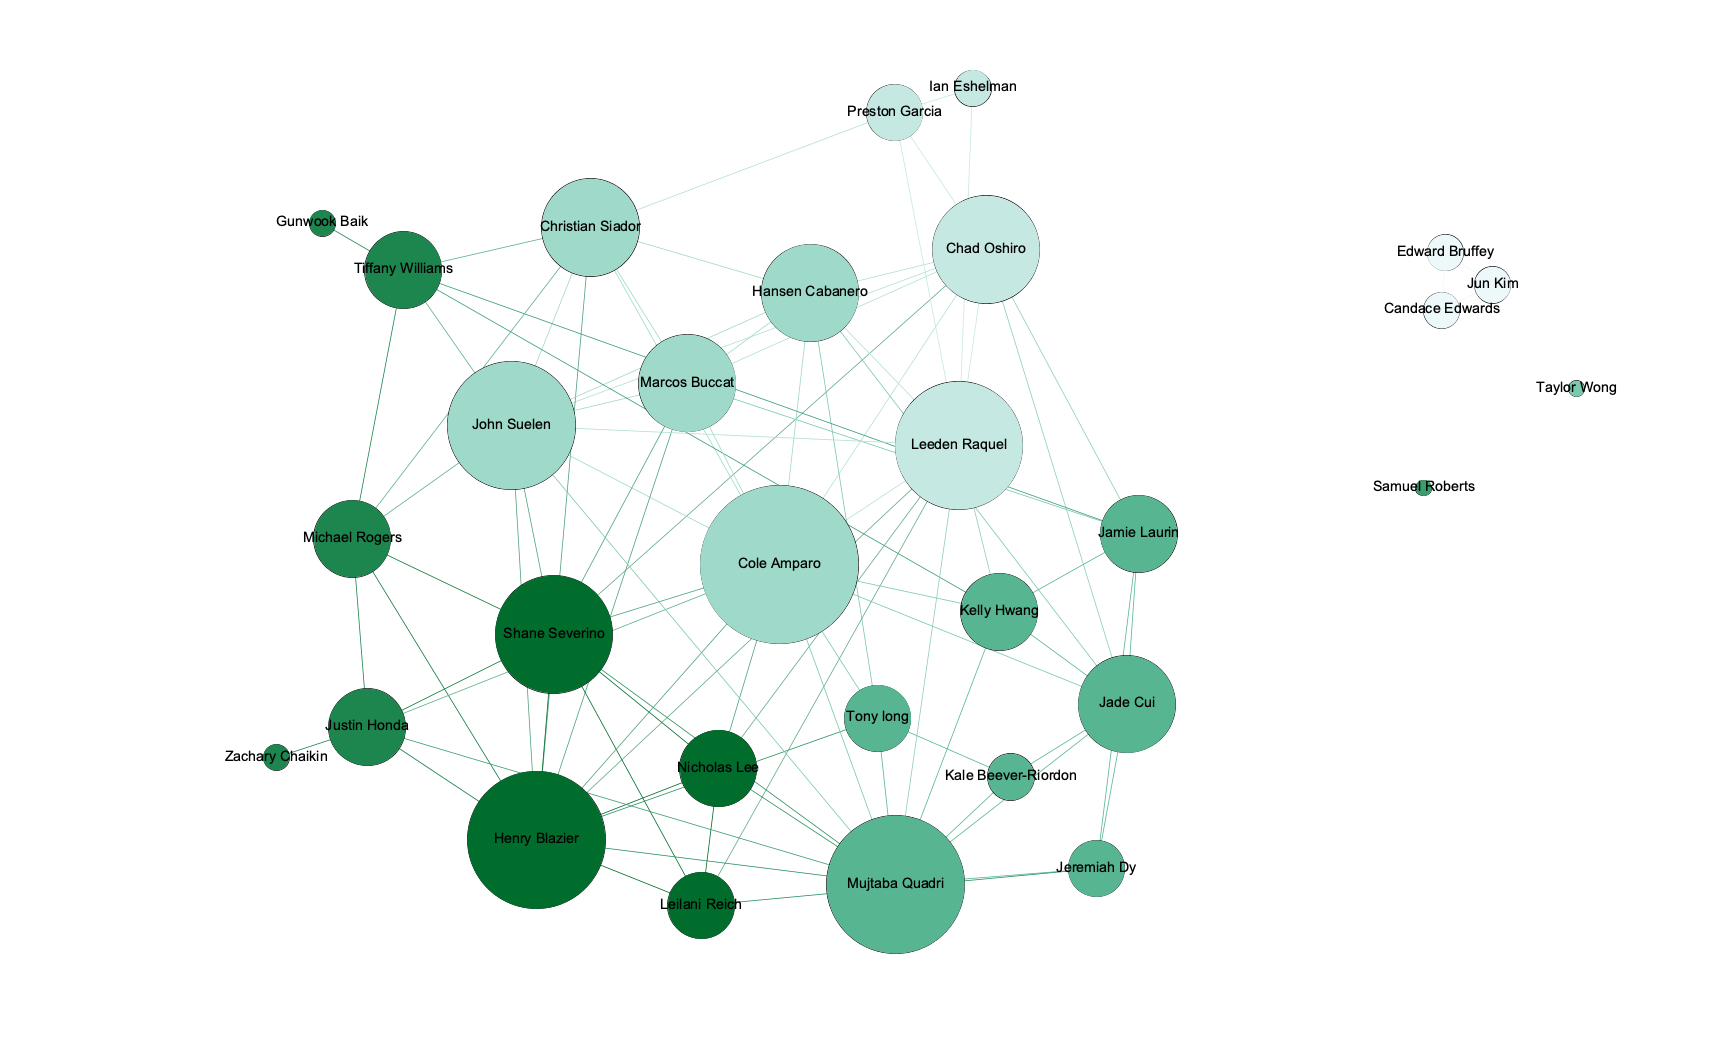 Ian Eshelman
Preston Garcia
Gunwook Baik
Christian Siador
Chad Oshiro
Edward Bruffey
Tiffany Williams
Jun Kim
Hansen Cabanero
Candace Edwards
Marcos Buccat
Taylor Wong
John Suelen
Leeden Raquel
Samuel Roberts
Jamie Laurin
Michael Rogers
Cole Amparo
Kelly Hwang
Shane Severino
Jade Cui
Tony long
Justin Honda
Zachary Chaikin
Nicholas Lee
Kale Beever-Riordon
Henry Blazier
Jeremiah Dy
Mujtaba Quadri
Leilani Reich